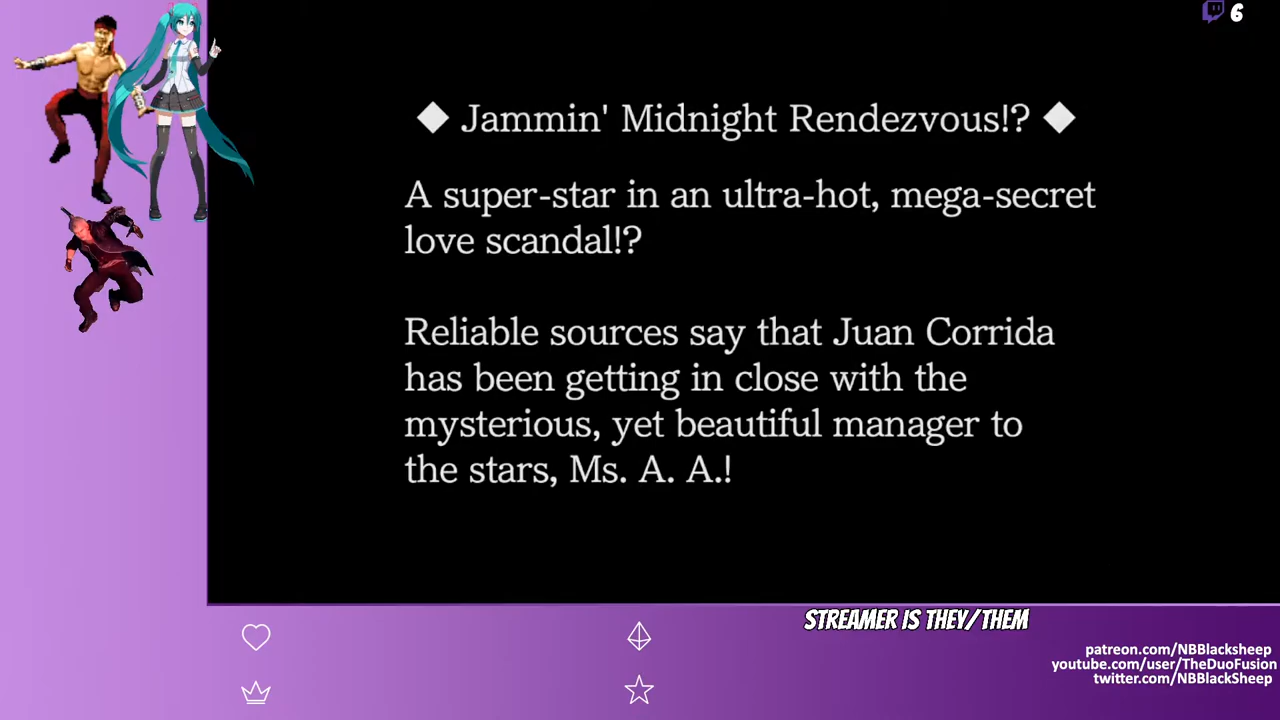 6
◆ Jammin' Midnight Rendezvous!? ◆
A super-star in an ultra-hot, mega-secret
love scandal!?
Reliable sources say that Juan Corrida
has been getting in close with the
mysterious, yet beautiful manager to
the stars, Ms. A. A.!
STREAMER IS THEY/THEM
patreon.com/NBBlacksheep
youtube.com/user/TheDuoFusion
twitter.com/NBBlackSheep